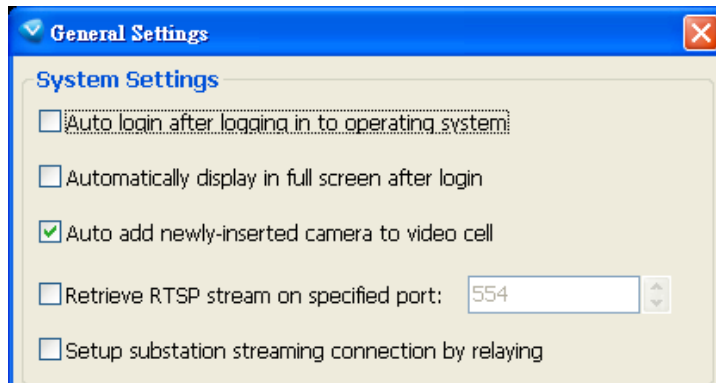 General Settings
System Settings
Auto login after logging in to operating system
Automatically display in full screen after login
Auto add newly-inserted camera to video cell
Retrieve RTSP stream on specified port: 554
Setup substation streaming connection by relaying